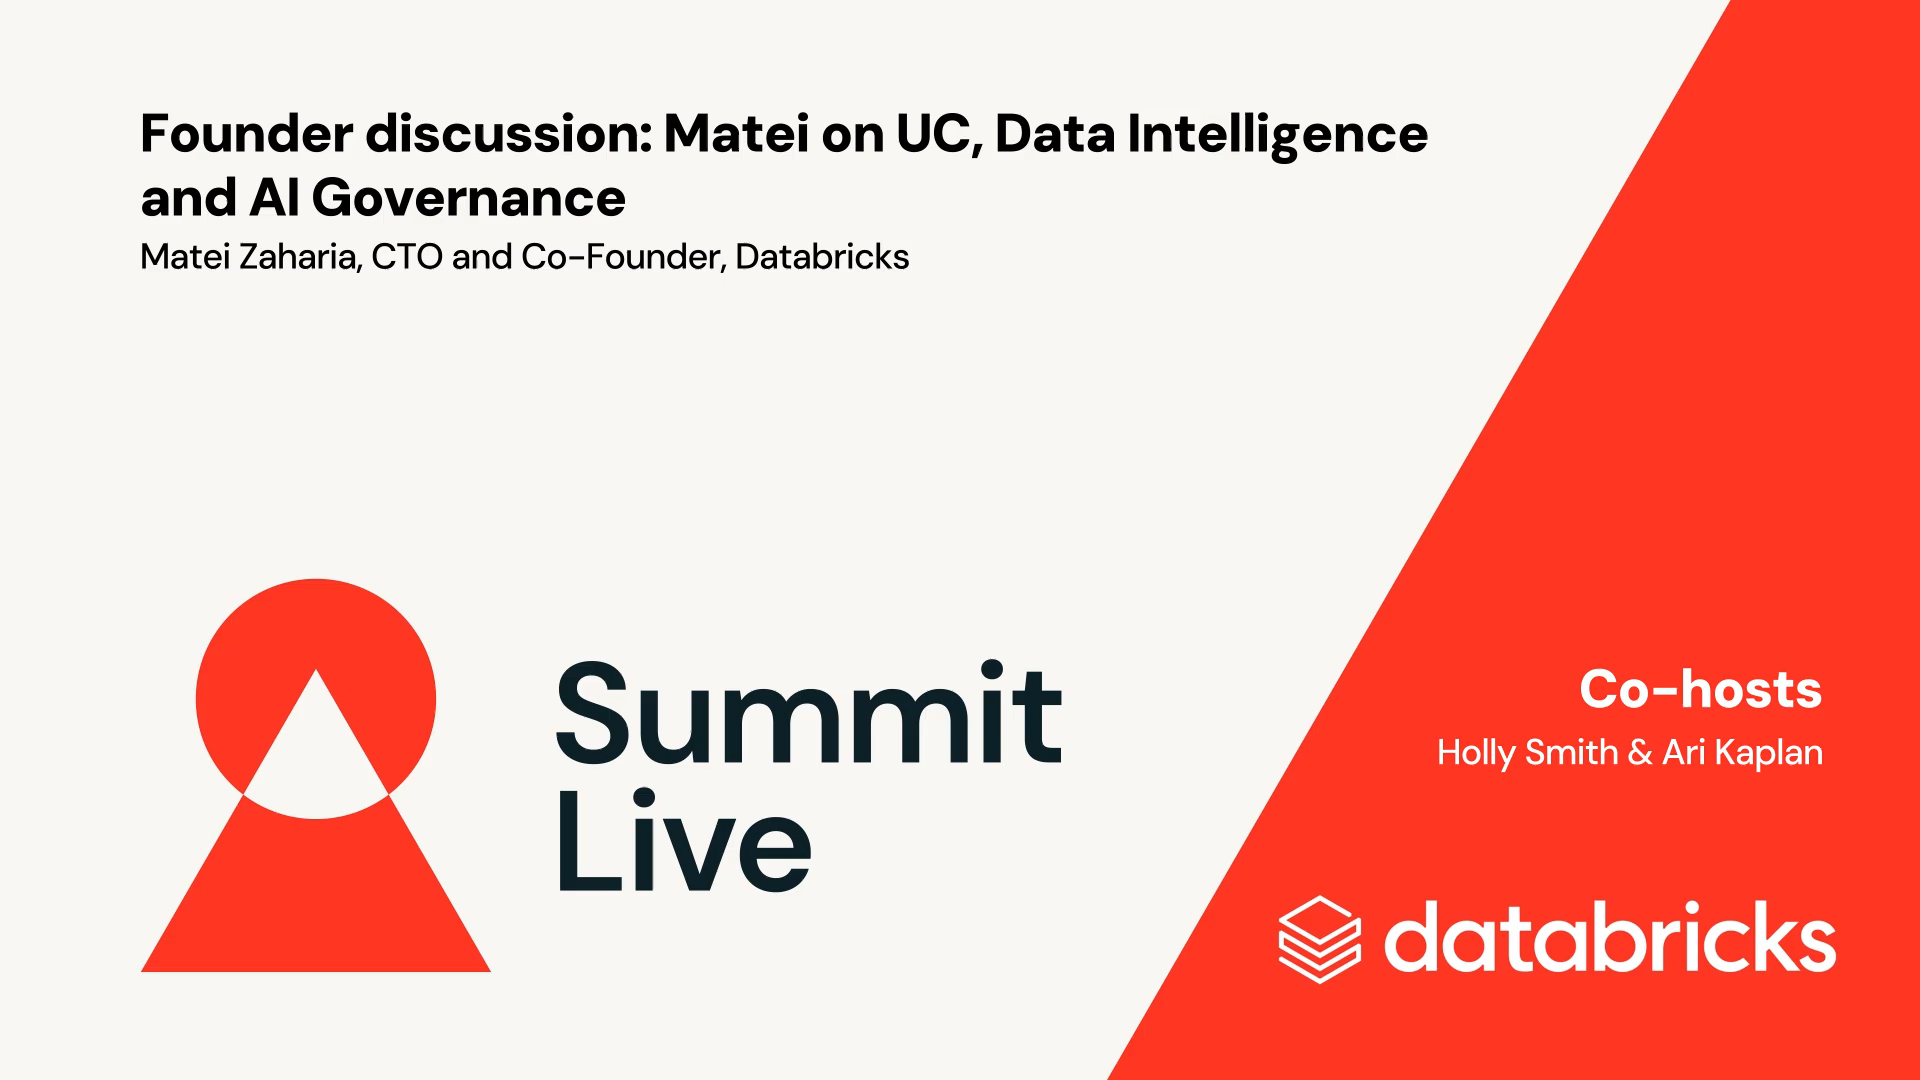 Founder discussion: Matei on UC, Data Intelligence
and AI Governance
Matei Zaharia, CTO and Co-Founder, Databricks
Summit
Live
Co-hosts
Holly Smith & Ari Kaplan
databricks